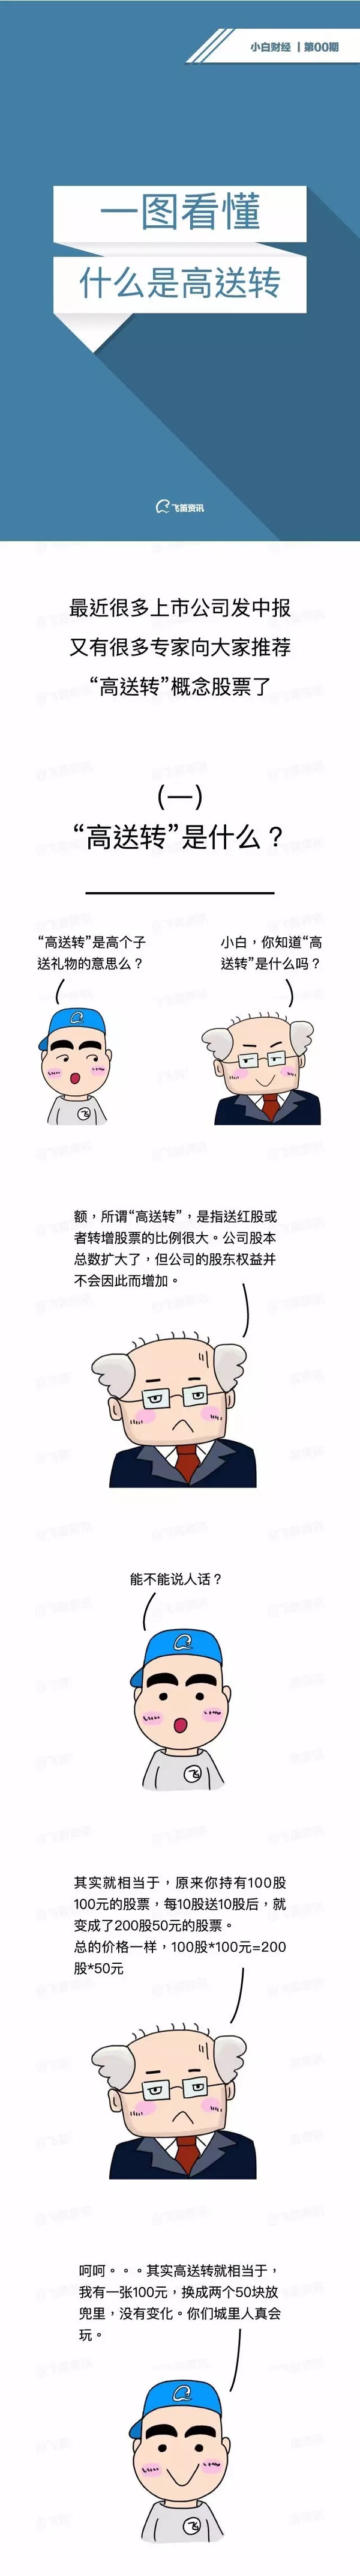 小白财经 | 第00期
一图看懂
什么是高送转
飞笛资讯
最近很多上市公司发中报
又有很多专家向大家推荐
“高送转”概念股票了
(一)
“高送转”是什么？
“高送转”是高个子
送礼物的意思么？
小白，你知道“高
送转”是什么吗？
额，所谓“高送转”，是指送红股或
者转增股票的比例很大。公司股本
总数扩大了，但公司的股东权益并
不会因此而增加。
能不能说人话？
其实就相当于，原来你持有100股
100元的股票，每10股送10股后，就
变成了200股50元的股票。
总的价格一样，100股*100元=200
股*50元
呵呵。。。其实高送转就相当于，
我有一张100元，换成两个50块放
兜里，没有变化。你们城里人真会
玩。